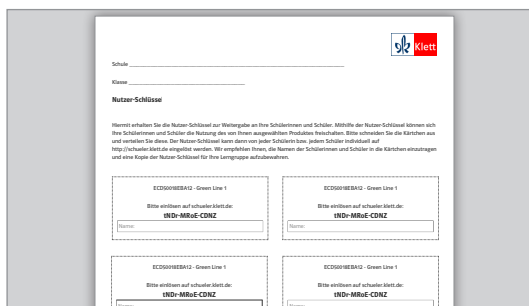 Klett
Schule
Klasse
Nutzer-Schlüssel
Hiermit erhalten Sie die Nutzer-Schlüssel zur Weitergabe an Ihre Schülerinnen und Schüler. Mithilfe der Nutzer-Schlüssel können sich
Ihre Schülerinnen und Schüler die Nutzung des von Ihnen ausgewählten Produktes freischalten. Bitte schneiden Sie die Kärtchen aus
und verteilen Sie diese. Der Nutzer-Schlüssel kann dann von jeder Schülerin bzw. jedem Schüler individuell auf
http://schueler.klett.de eingelöst werden. Wir empfehlen Ihnen, die Namen der Schülerinnen und Schüler in die Kärtchen einzutragen
und eine Kopie der Nutzer-Schlüssel für Ihre Lerngruppe aufzubewahren.
ECD50018EBA12 - Green Line 1
Bitte einlösen auf schueler.klett.de:
tNDr-MRoE-CDNZ
Name:
ECD50018EBA12 - Green Line 1
Bitte einlösen auf schueler.klett.de:
tNDr-MRoE-CDNZ
Name:
ECD50018EBA12 - Green Line 1
Bitte einlösen auf schueler.klett.de:
tNDr-MRoE-CDNZ
ECD50018EBA12 - Green Line 1
Bitte einlösen auf schueler.klett.de:
tNDr-MRoE-CDNZ